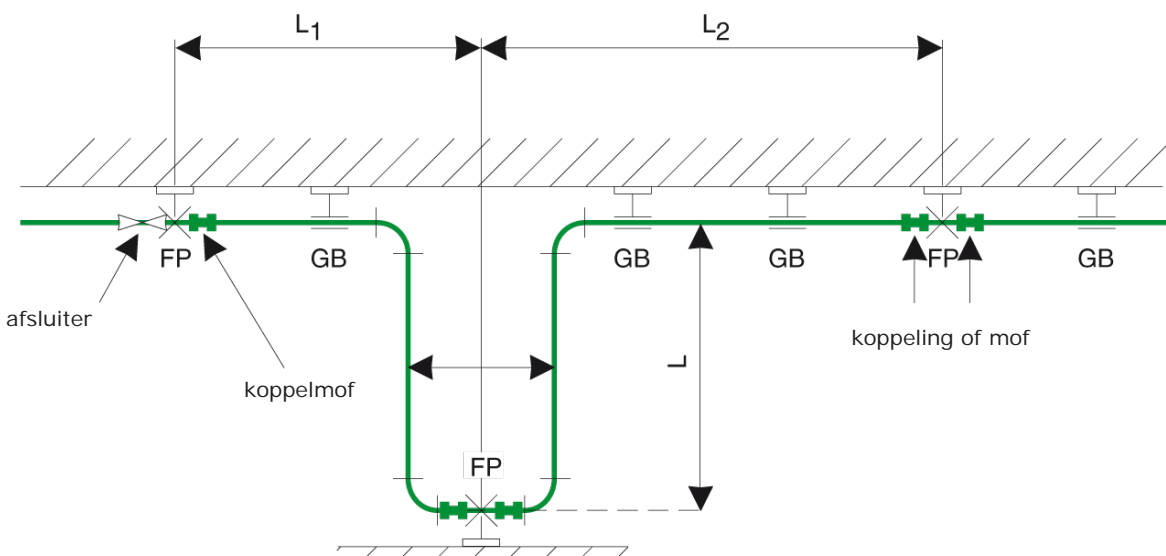 L1
L2
FP
GB
GB
GB
FP
GB
afsluiter
koppelmof
koppeling of mof
L
FP